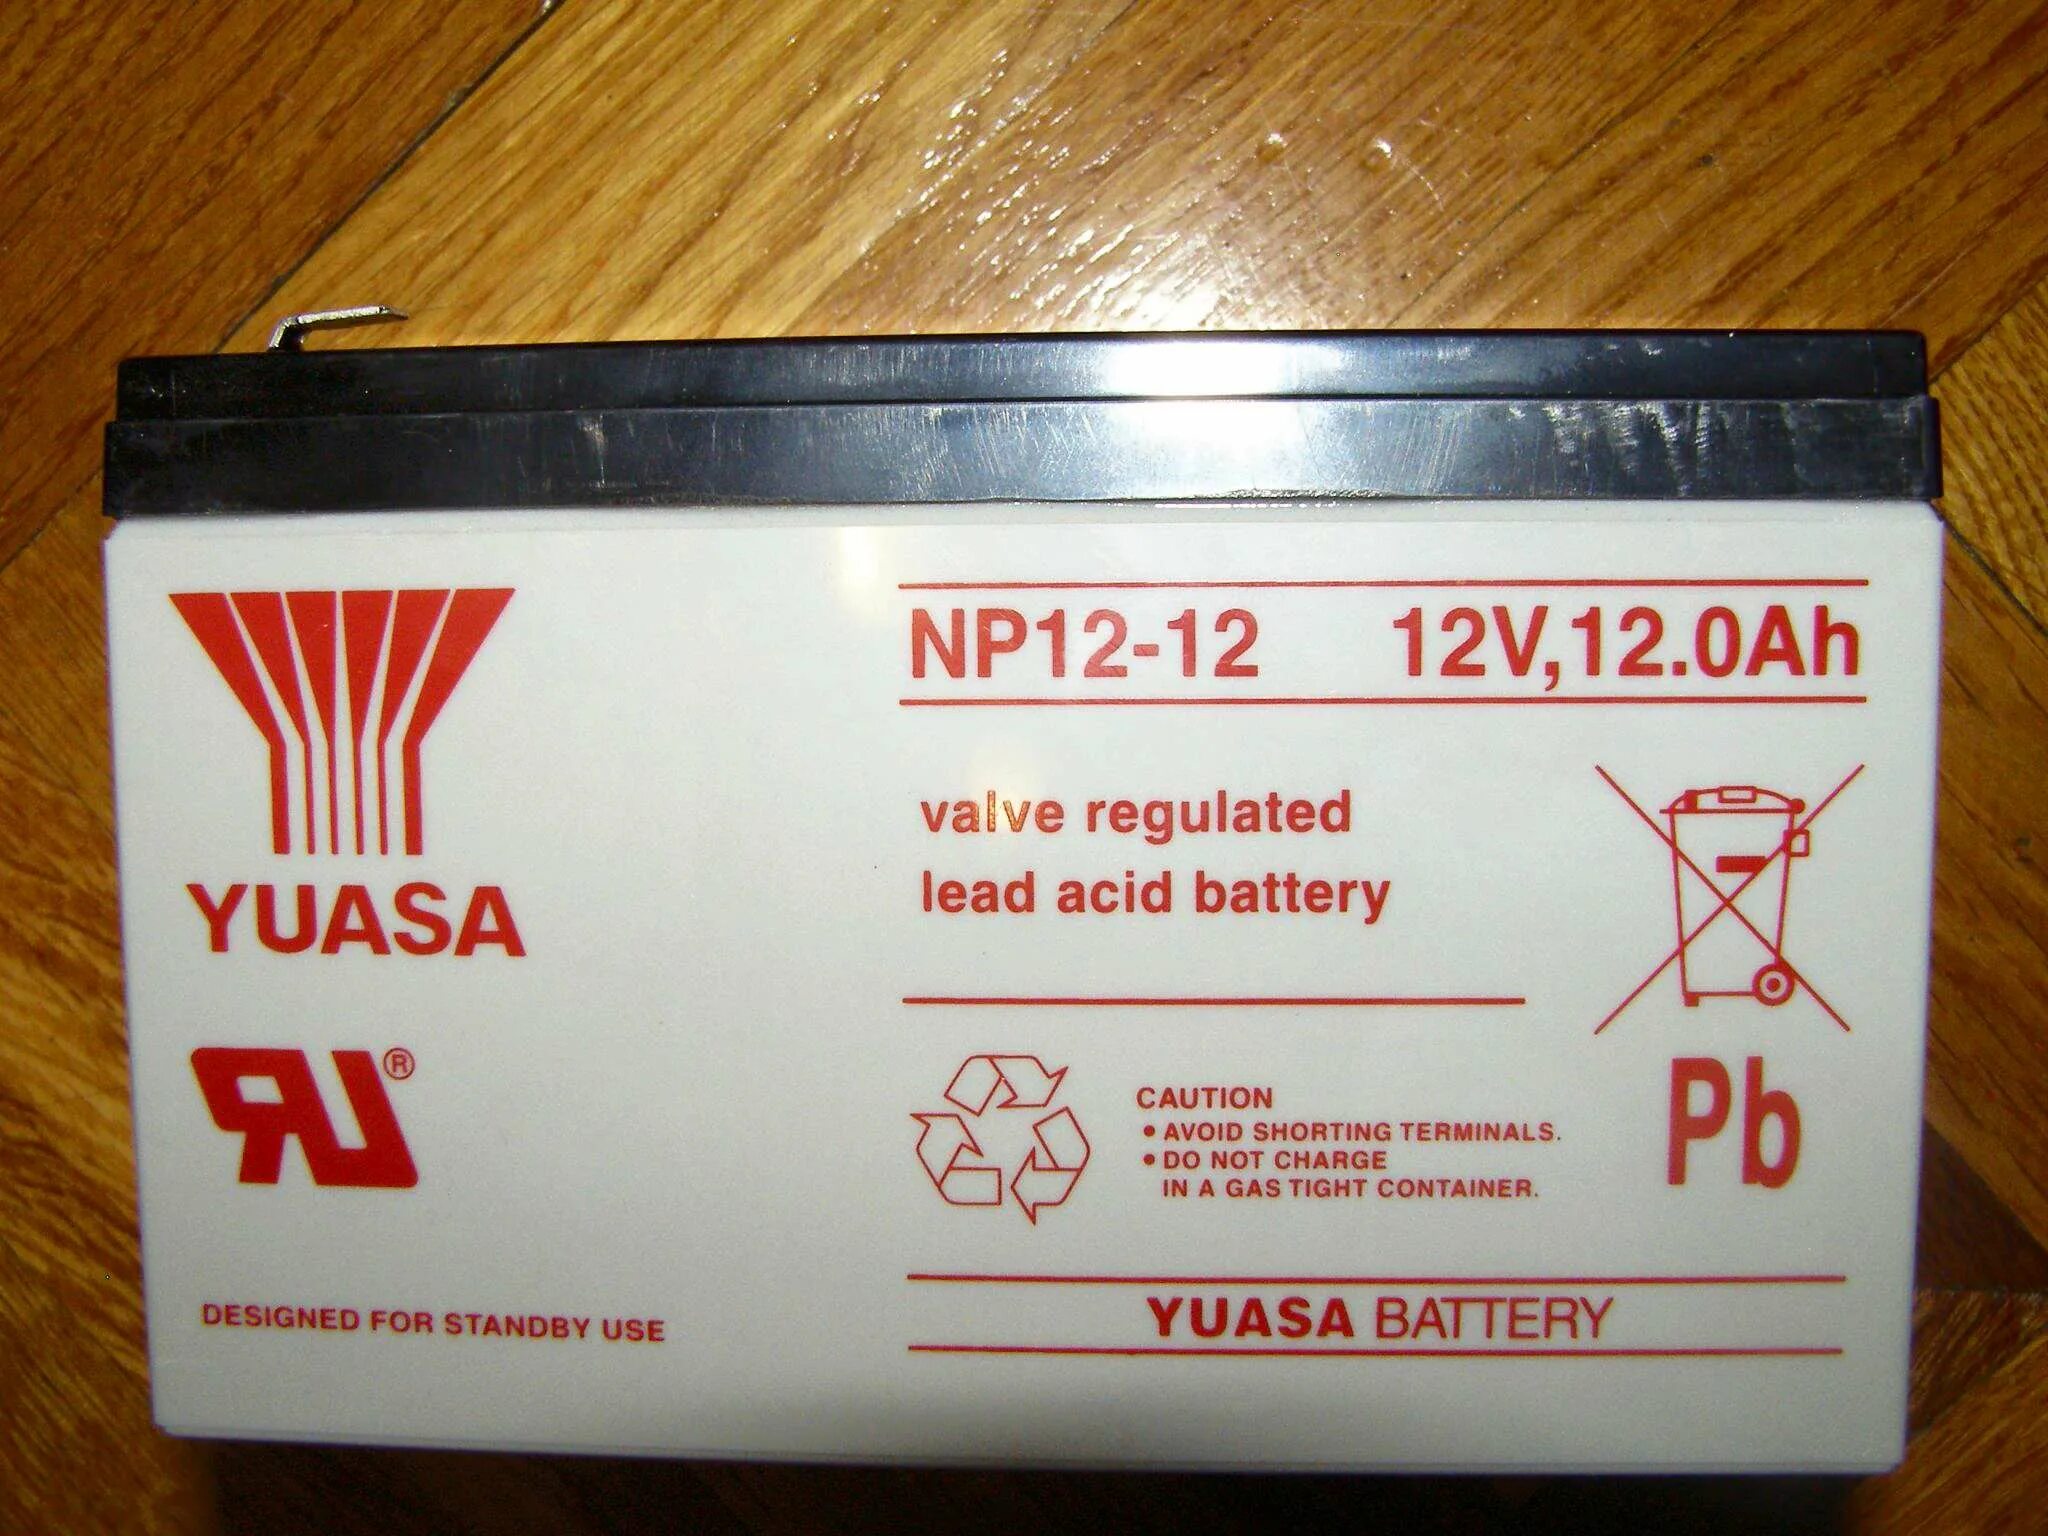 NP12-12 12V,12.0Ah
YUASA
valve regulated
lead acid battery
RU®
CAUTION
• AVOID SHORTING TERMINALS.
• DO NOT CHARGE
IN A GAS TIGHT CONTAINER.
Pb
DESIGNED FOR STANDBY USE
YUASA BATTERY